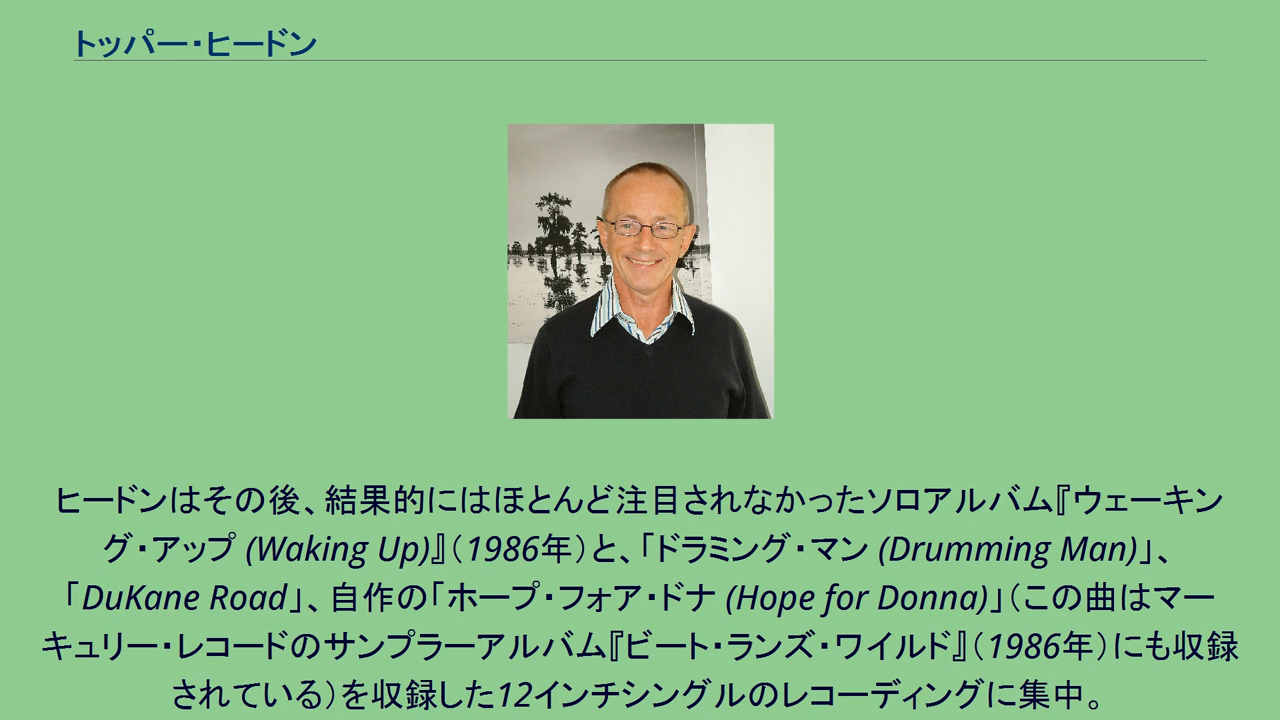 トッパー・ヒードン
ヒードンはその後、結果的にはほとんど注目されなかったソロアルバム『ウェーキン
グ・アップ (Waking Up)』（1986年）と、「ドラミング・マン (Drumming Man)」、
「DuKane Road」、自作の「ホープ・フォア・ドナ (Hope for Donna)」（この曲はマー
キュリー・レコードのサンプラーアルバム『ビート・ランズ・ワイルド』（1986年）にも収録
されている）を収録した12インチシングルのレコーディングに集中。